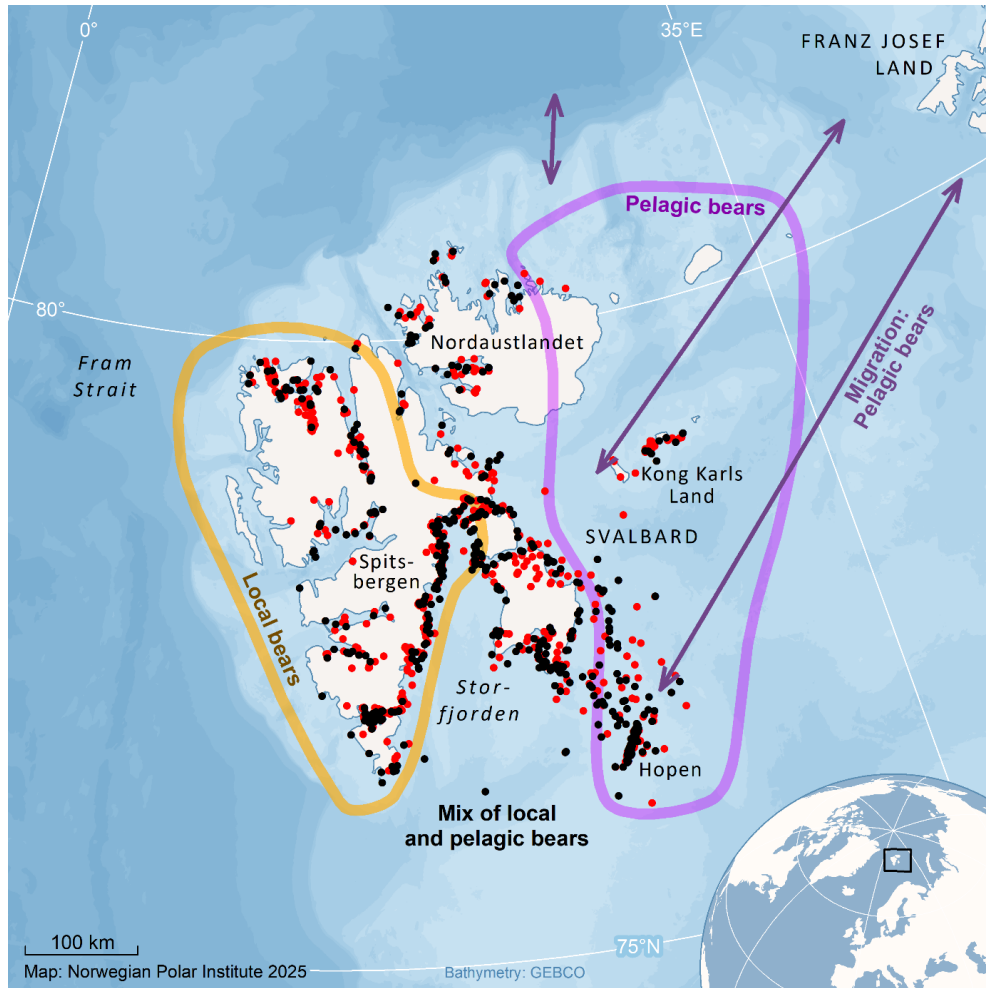 0°
35°E
FRANZ JOSEF
LAND
Pelagic bears
80°
Nordaustlandet
Fram
Strait
Migration:
Pelagic bears
Kong Karls
Land
SVALBARD
Spits-
bergen
Local bears
Stor-
fjorden
Hopen
Mix of local
and pelagic bears
100 km
75°N
Map: Norwegian Polar Institute 2025
Bathymetry: GEBCO